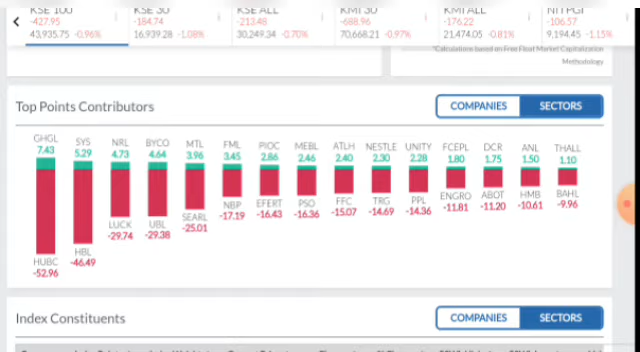 KSE 100 KSE 30 KSE ALL KMI 30 KMI ALL NITPGI
-427.95 -184.74 -213.48 -688.96 -176.22 -106.57
43,935.75 -0.96% 16,939.28 -1.08% 30,249.34 -0.70% 70,668.21 -0.97% 21,474.05 -0.81% 9,194.45 -1.15%
*Calculations based on Free Float Market Capitalization
Methodology
Top Points Contributors COMPANIES SECTORS
GHGL SYS NRL BYCO MTL FML PIOC MEBL ATLH NESTLE UNITY FCEPL DCR ANL THALL
7.43 5.29 4.73 4.64 3.96 3.45 2.86 2.46 2.40 2.30 2.28 1.80 1.75 1.50 1.10
HUBC HBL LUCK UBL SEARL NBP EFERT PSO FFC TRG PPL ENGRO ABOT HMB BAHL
-52.96 -46.49 -29.74 -29.38 -25.01 -17.19 -16.43 -16.36 -15.07 -14.69 -14.36 -11.81 -11.20 -10.61 -9.96
Index Constituents COMPANIES SECTORS